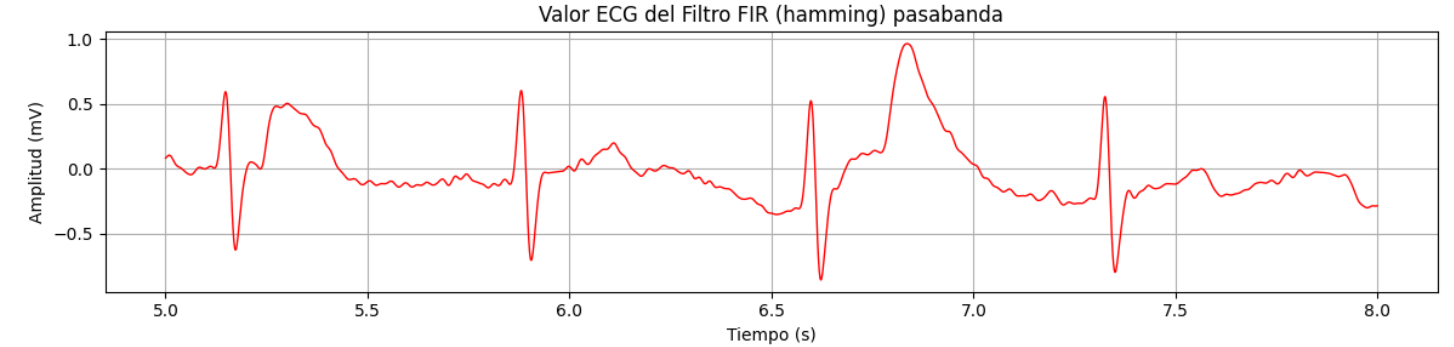 Valor ECG del Filtro FIR (hamming) pasabanda
Amplitud (mV)
1.0
0.5
0.0
−0.5
5.0 5.5 6.0 6.5 7.0 7.5 8.0
Tiempo (s)